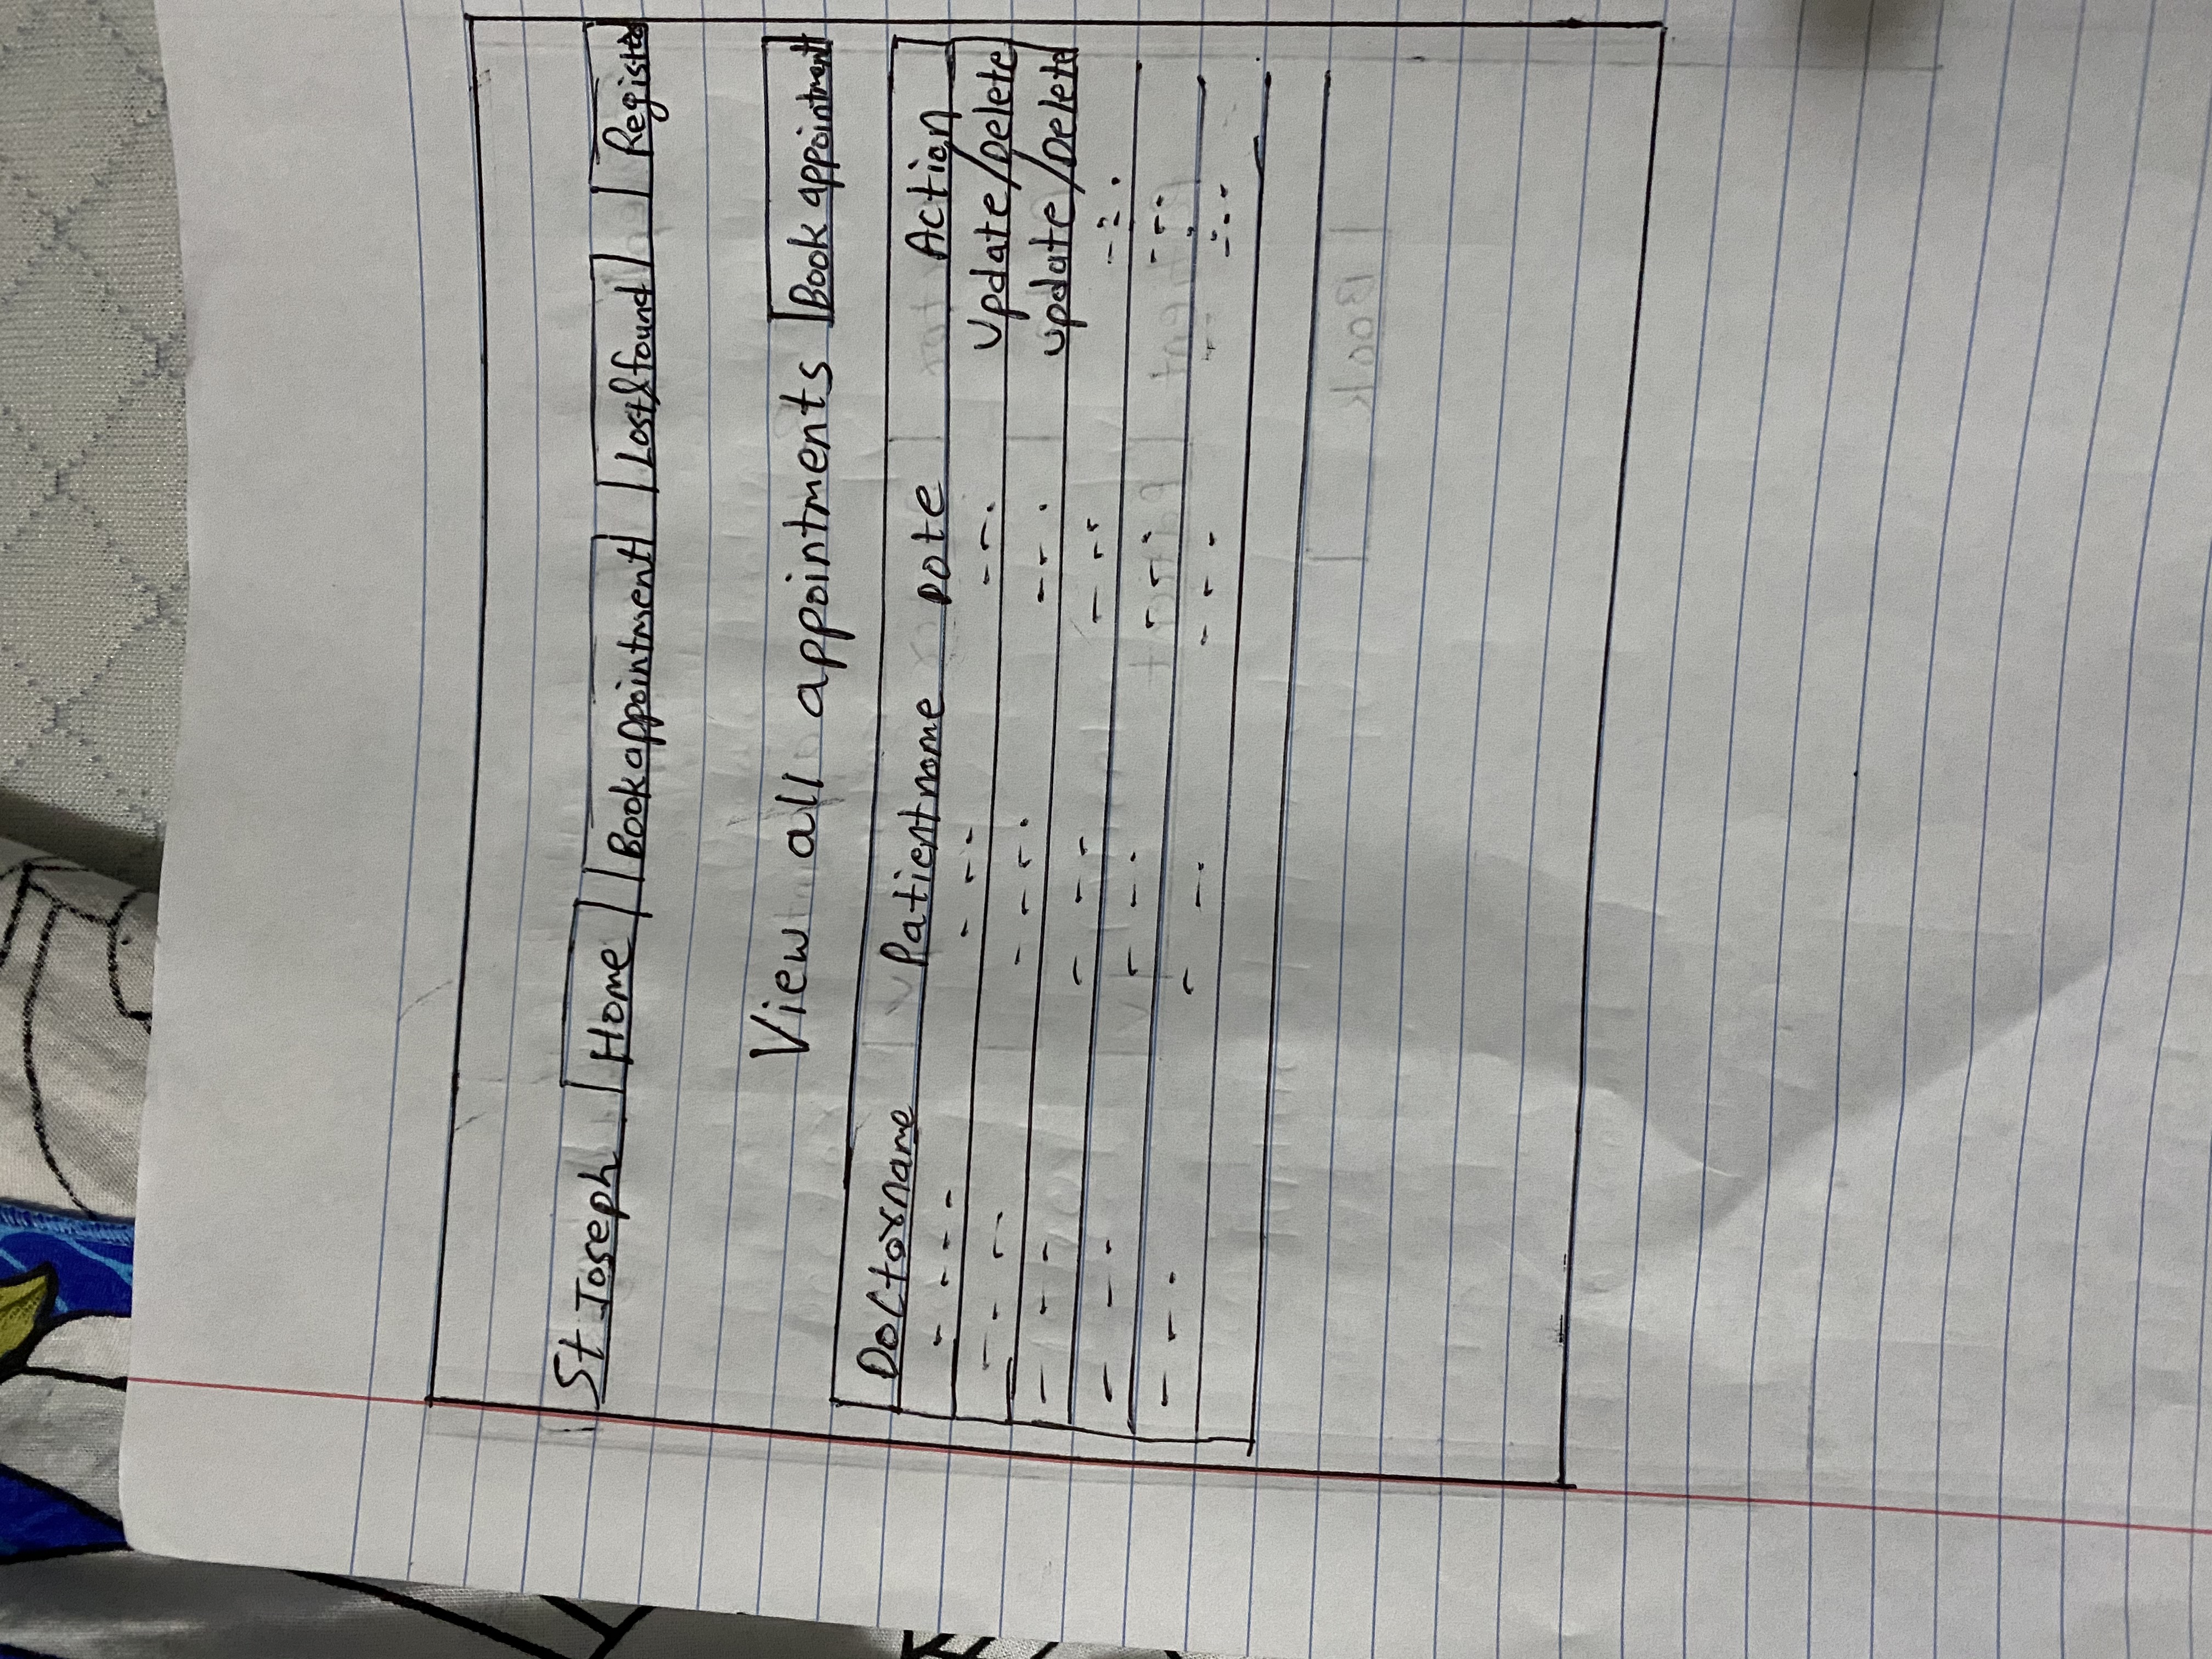 St Joseph Home Book appointment Lost&found Register
View all appointments Book appointment
Doctorname Patientname Date Action
Update/Delete
update/Delete